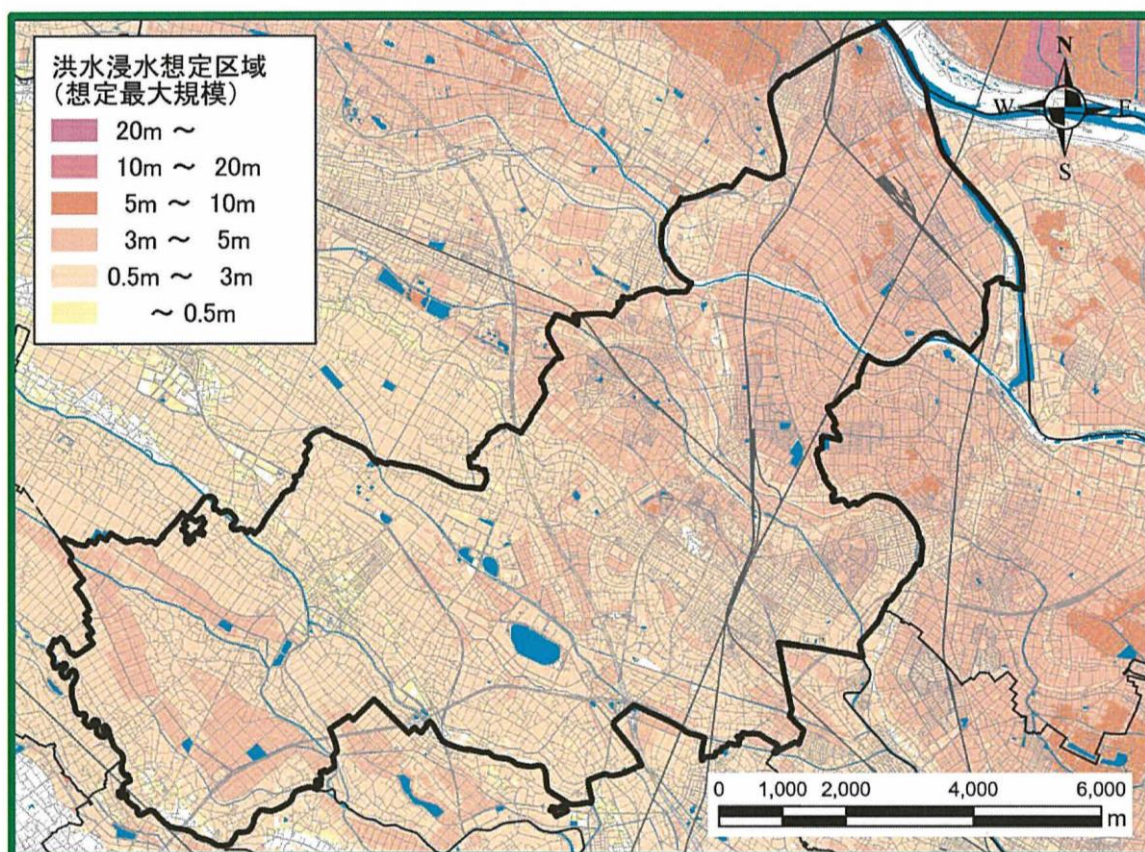 洪水浸水想定区域
(想定最大規模)
20m ～
10m ～ 20m
5m ～ 10m
3m ～ 5m
0.5m ～ 3m
～ 0.5m
N
W E
S
0 1,000 2,000 4,000 6,000
m